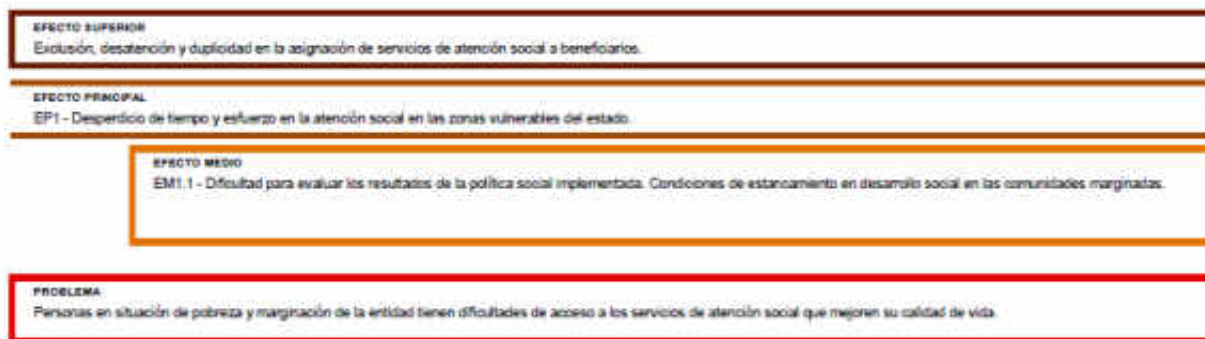 EFECTO SUPERIOR
Exclusión, desatención y duplicidad en la asignación de servicios de atención social a beneficiarios.
EFECTO PRINCIPAL
EP1 - Desperdicio de tiempo y esfuerzo en la atención social en las zonas vulnerables del estado.
EFECTO MEDIO
EM1.1 - Dificultad para evaluar los resultados de la política social implementada. Condiciones de estancamiento en desarrollo social en las comunidades marginadas.
PROBLEMA
Personas en situación de pobreza y marginación de la entidad tienen dificultades de acceso a los servicios de atención social que mejoren su calidad de vida.